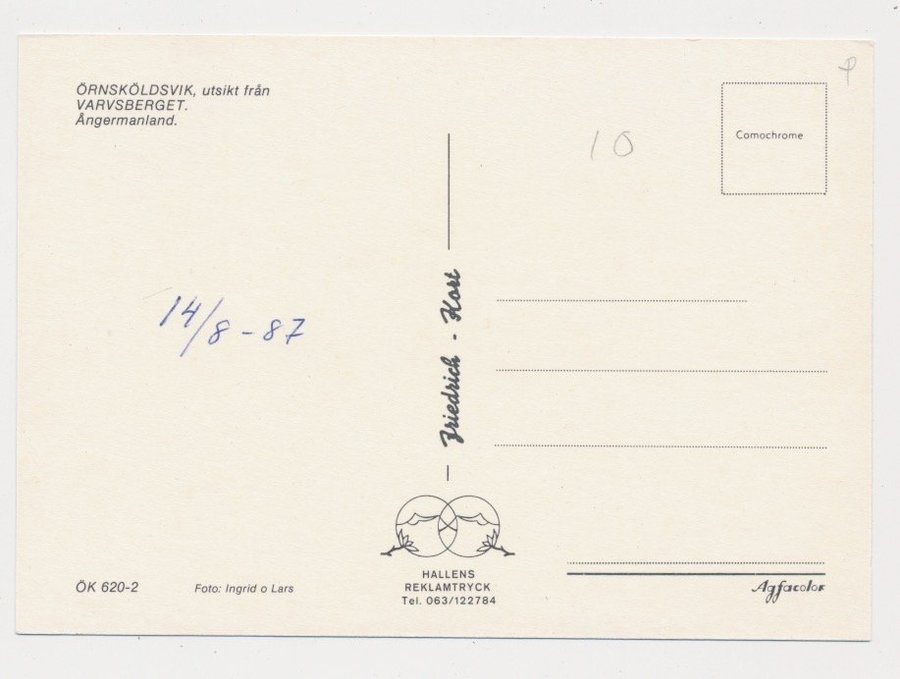 ÖRNSKÖLDSVIK, utsikt från
VARVSBERGET.
Ångermanland.
14/8-87
ÖK 620-2
Foto: Ingrid o Lars
Friedrich - Kort
HALLENS
REKLAMTRYCK
Tel. 063/122784
P
10
Comochrome
Agfacolor